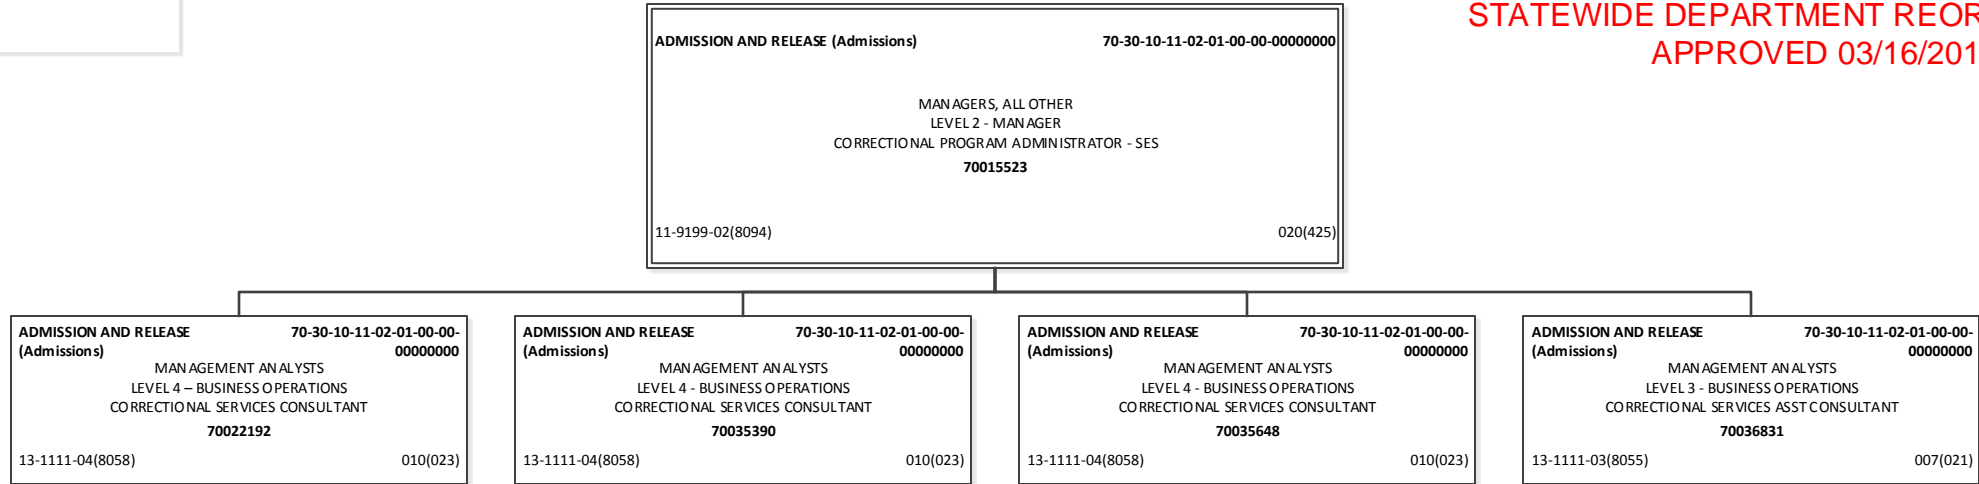 STATEWIDE DEPARTMENT REOR
APPROVED 03/16/201
ADMISSION AND RELEASE (Admissions) 70-30-10-11-02-01-00-00-00000000
MANAGERS, ALL OTHER
LEVEL 2 - MANAGER
CORRECTIONAL PROGRAM ADMINISTRATOR - SES
70015523
11-9199-02(8094) 020(425)
ADMISSION AND RELEASE 70-30-10-11-02-01-00-00-
(Admissions) 00000000
MANAGEMENT ANALYSTS
LEVEL 4 – BUSINESS OPERATIONS
CORRECTIONAL SERVICES CONSULTANT
70022192
13-1111-04(8058) 010(023)
ADMISSION AND RELEASE 70-30-10-11-02-01-00-00-
(Admissions) 00000000
MANAGEMENT ANALYSTS
LEVEL 4 - BUSINESS OPERATIONS
CORRECTIONAL SERVICES CONSULTANT
70035390
13-1111-04(8058) 010(023)
ADMISSION AND RELEASE 70-30-10-11-02-01-00-00-
(Admissions) 00000000
MANAGEMENT ANALYSTS
LEVEL 4 - BUSINESS OPERATIONS
CORRECTIONAL SERVICES CONSULTANT
70035648
13-1111-04(8058) 010(023)
ADMISSION AND RELEASE 70-30-10-11-02-01-00-00-
(Admissions) 00000000
MANAGEMENT ANALYSTS
LEVEL 3 - BUSINESS OPERATIONS
CORRECTIONAL SERVICES ASST CONSULTANT
70036831
13-1111-03(8055) 007(021)